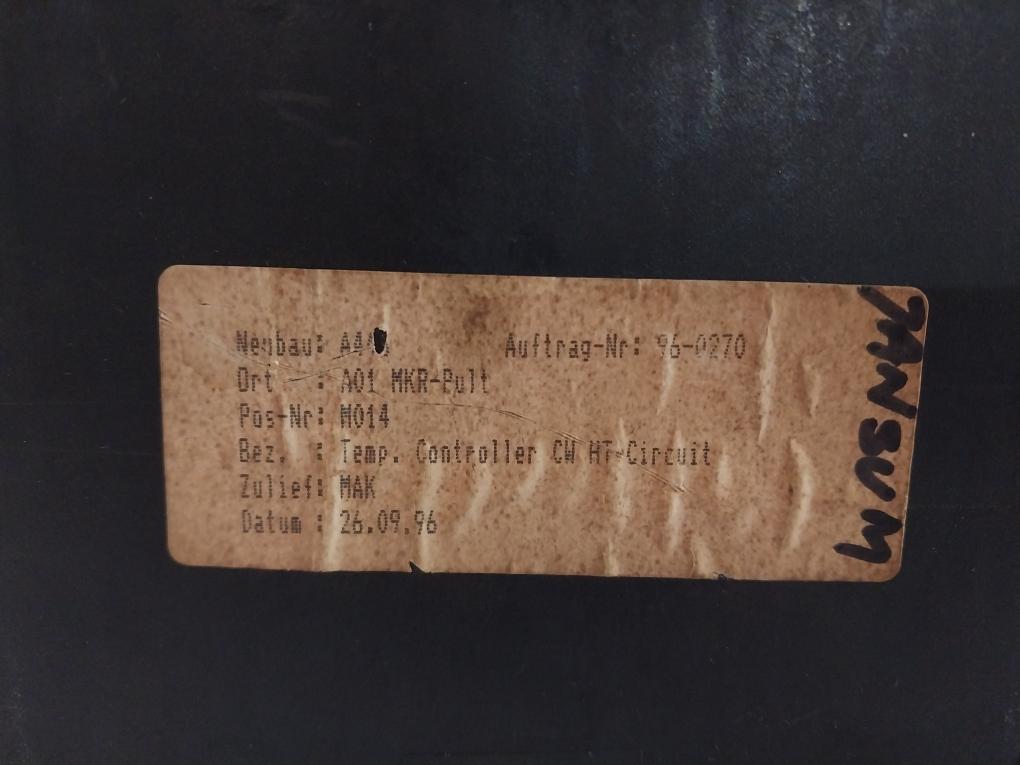 Neubau: Auftrag-Nr: 96-0270
Ort : A01 MKR-Pult
Pos-Nr: M014
Bez. : Temp. Controller CW HT-Circuit
Zulief: MAK
Datum : 26.09.96
JANSUM